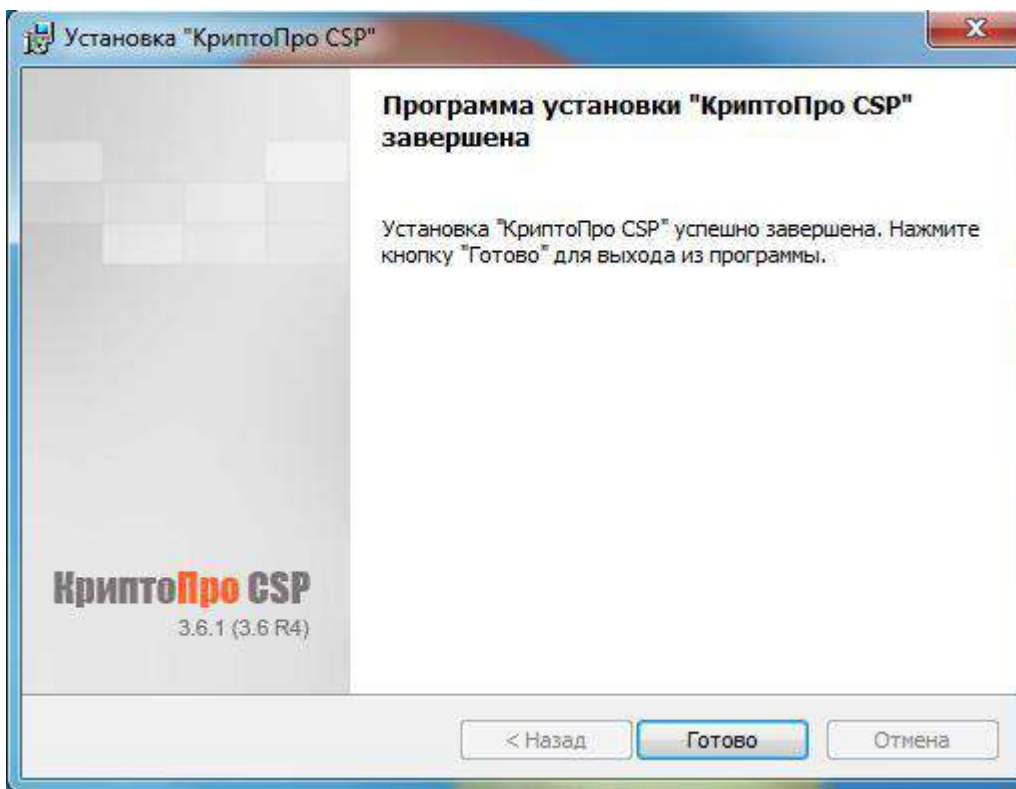 Установка "КриптоПро CSP"
Программа установки "КриптоПро CSP"
завершена
Установка "КриптоПро CSP" успешно завершена. Нажмите
кнопку "Готово" для выхода из программы.
КриптоПро CSP
3.6.1 (3.6 R4)
< Назад
Готово
Отмена